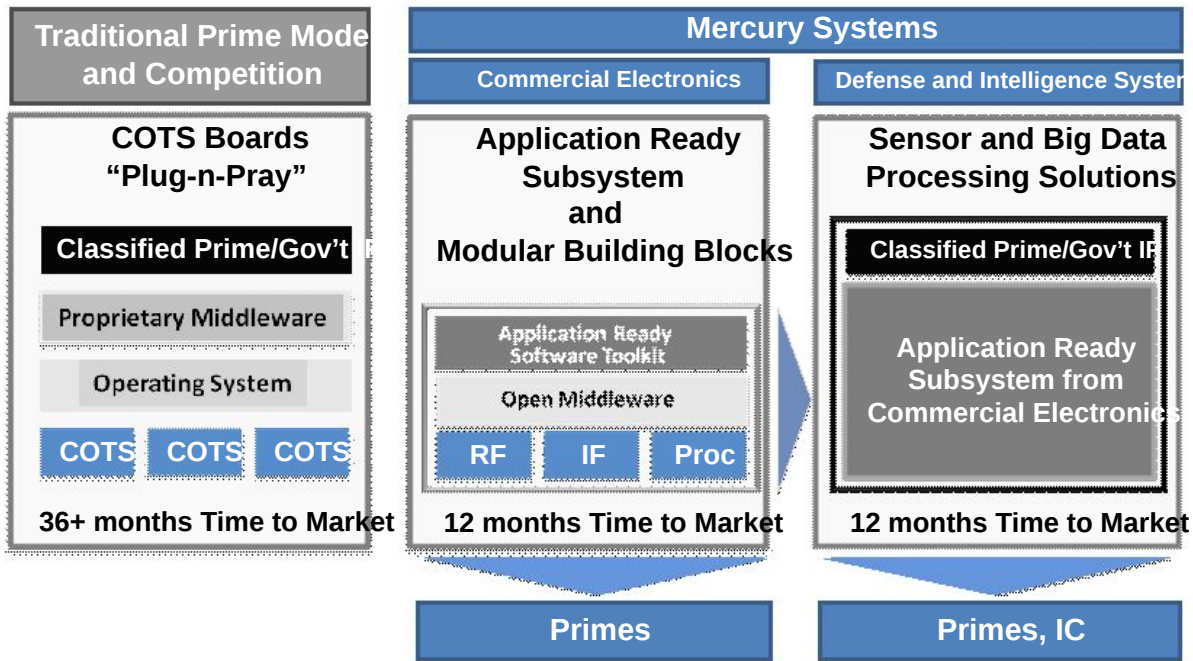 Traditional Prime Mode
and Competition
COTS Boards
“Plug-n-Pray”
Classified Prime/Gov’t IP
Proprietary Middleware
Operating System
COTS COTS COTS
36+ months Time to Market
Mercury Systems
Commercial Electronics
Application Ready
Subsystem
and
Modular Building Blocks
Application Ready
Software Toolkit
Open Middleware
RF IF Proc
12 months Time to Market
Primes
Defense and Intelligence System
Sensor and Big Data
Processing Solutions
Classified Prime/Gov’t IP
Application Ready
Subsystem from
Commercial Electronics
12 months Time to Market
Primes, IC